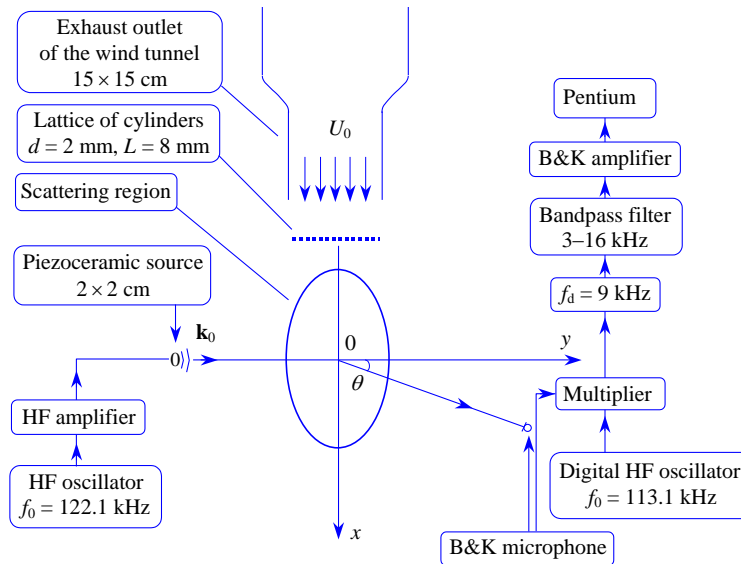 Exhaust outlet
of the wind tunnel
15 × 15 cm
Lattice of cylinders
d = 2 mm, L = 8 mm
Scattering region
Piezoceramic source
2 × 2 cm
U₀
k₀
0
0
y
θ
x
HF amplifier
HF oscillator
f₀ = 122.1 kHz
Pentium
B&K amplifier
Bandpass filter
3–16 kHz
f_d = 9 kHz
Multiplier
Digital HF oscillator
f₀ = 113.1 kHz
B&K microphone